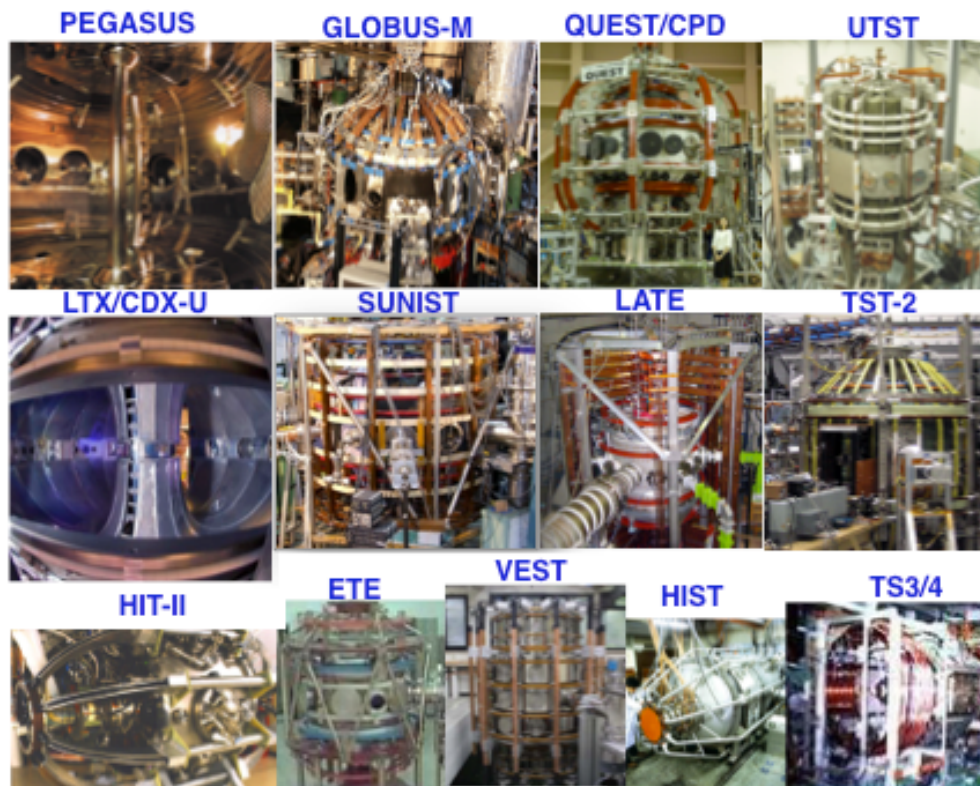 PEGASUS
GLOBUS-M
QUEST/CPD
UTST
QUEST
LTX/CDX-U
SUNIST
LATE
TST-2
HIT-II
ETE
VEST
HIST
TS3/4